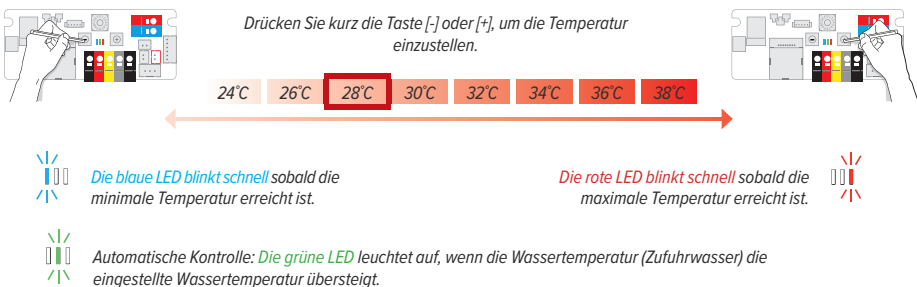 Drücken Sie kurz die Taste [-] oder [+], um die Temperatur
einzustellen.
24°C 26°C 28°C 30°C 32°C 34°C 36°C 38°C
Die blaue LED blinkt schnell sobald die
minimale Temperatur erreicht ist.
Die rote LED blinkt schnell sobald die
maximale Temperatur erreicht ist.
Automatische Kontrolle: Die grüne LED leuchtet auf, wenn die Wassertemperatur (Zufuhrwasser) die
eingestellte Wassertemperatur übersteigt.